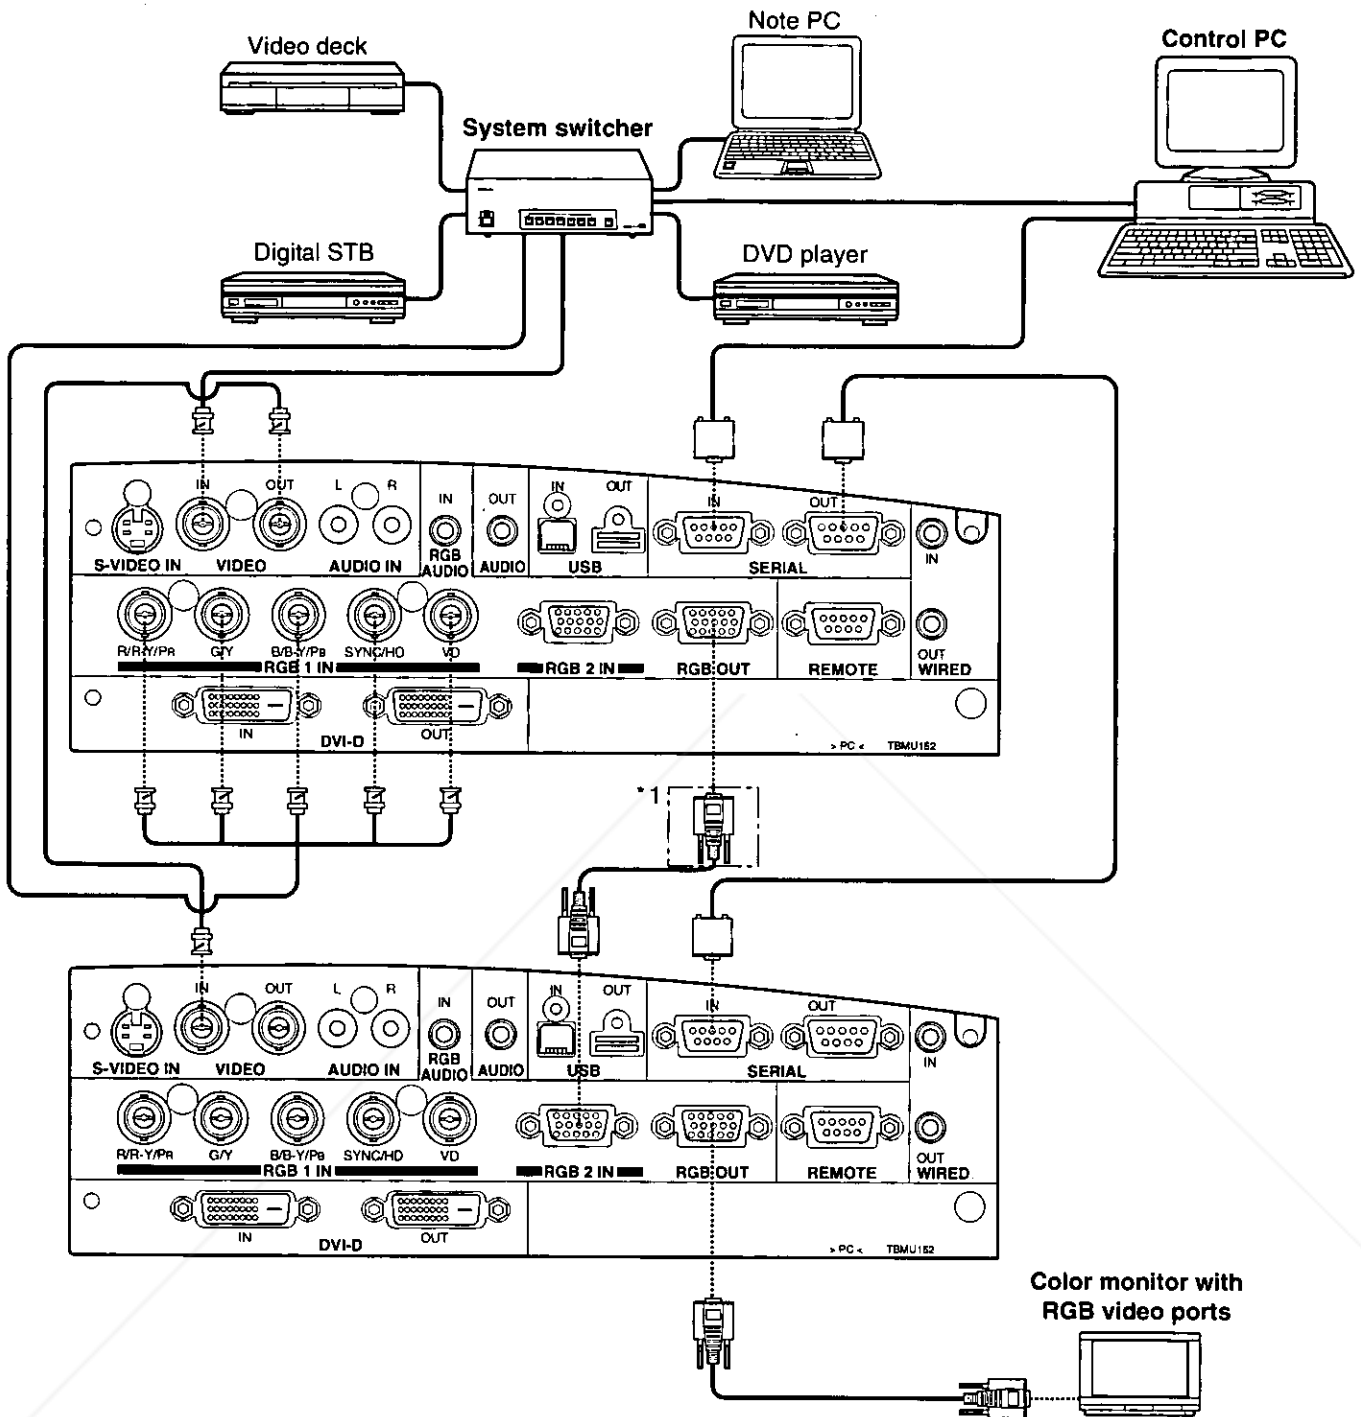 Note PC
Video deck
Control PC
System switcher
Digital STB
DVD player
IN OUT L R IN OUT IN OUT IN OUT
S-VIDEO IN VIDEO AUDIO IN RGB AUDIO AUDIO USB SERIAL IN
R/R-Y/PR G/Y B/B-Y/PB SYNC/HD VD
RGB 1 IN RGB 2 IN RGB OUT REMOTE OUT WIRED
IN DVI-D OUT
> PC < TBMU152
*1
IN OUT L R IN OUT IN OUT IN OUT
S-VIDEO IN VIDEO AUDIO IN RGB AUDIO AUDIO USB SERIAL IN
R/R-Y/PR G/Y B/B-Y/PB SYNC/HD VD
RGB 1 IN RGB 2 IN RGB OUT REMOTE OUT WIRED
IN DVI-D OUT
> PC < TBMU152
Color monitor with
RGB video ports